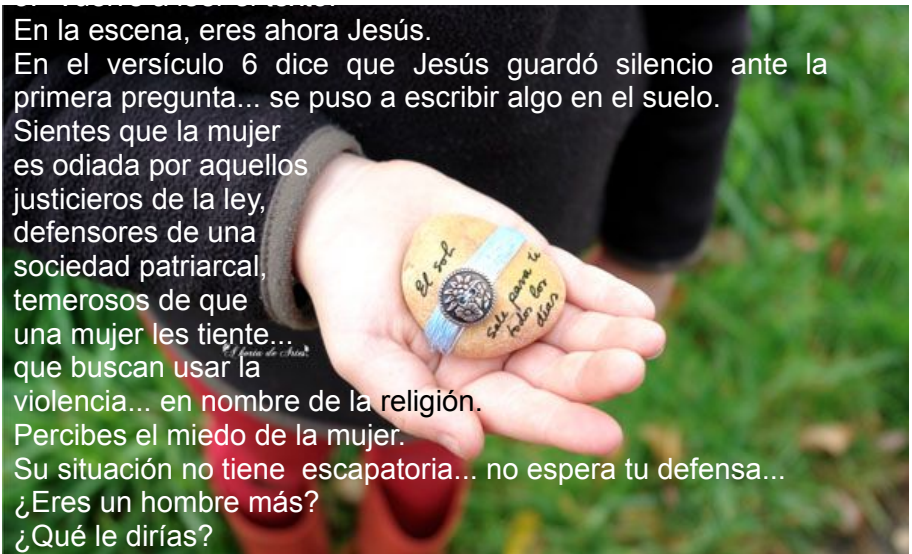 En la escena, eres ahora Jesús.
En el versículo 6 dice que Jesús guardó silencio ante la
primera pregunta... se puso a escribir algo en el suelo.
Sientes que la mujer
es odiada por aquellos
justicieros de la ley,
defensores de una
sociedad patriarcal,
temerosos de que
una mujer les tiente...
que buscan usar la
violencia... en nombre de la religión.
Percibes el miedo de la mujer.
Su situación no tiene escapatoria... no espera tu defensa...
¿Eres un hombre más?
¿Qué le dirías?
El sol
sale para ti
todos los
días